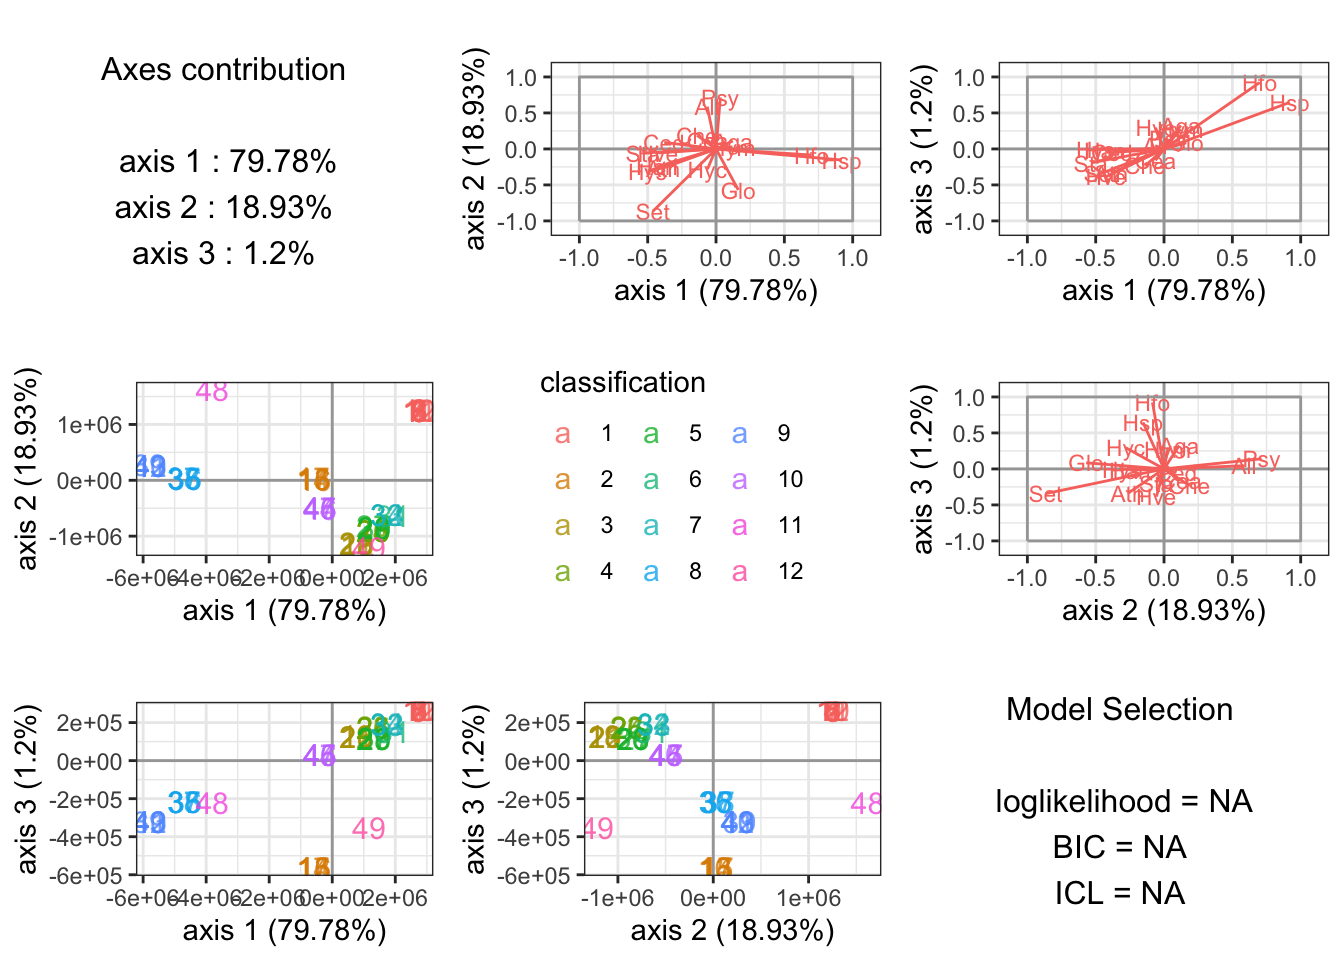 Axes contribution
axis 1 : 79.78%
axis 2 : 18.93%
axis 3 : 1.2%
axis 2 (18.93%)
1.0
0.5
0.0
-0.5
-1.0
Psy
Hsp
Hyc
Glo
Set
-1.0 -0.5 0.0 0.5 1.0
axis 1 (79.78%)
axis 3 (1.2%)
1.0
0.5
0.0
-0.5
-1.0
Hfo
Hsp
-1.0 -0.5 0.0 0.5 1.0
axis 1 (79.78%)
axis 2 (18.93%)
1e+06
0e+00
-1e+06
48
49
-6e+06 -4e+06 -2e+06 0e+00 2e+06
axis 1 (79.78%)
classification
a 1 a 5 a 9
a 2 a 6 a 10
a 3 a 7 a 11
a 4 a 8 a 12
axis 3 (1.2%)
1.0
0.5
0.0
-0.5
-1.0
Hfo
Hsp
Hyc
Aga
Glo
Psy
Set
Hve
-1.0 -0.5 0.0 0.5 1.0
axis 2 (18.93%)
axis 3 (1.2%)
2e+05
0e+00
-2e+05
-4e+05
-6e+05
48
49
-6e+06 -4e+06 -2e+06 0e+00 2e+06
axis 1 (79.78%)
axis 3 (1.2%)
2e+05
0e+00
-2e+05
-4e+05
-6e+05
48
49
-1e+06 0e+00 1e+06
axis 2 (18.93%)
Model Selection
loglikelihood = NA
BIC = NA
ICL = NA